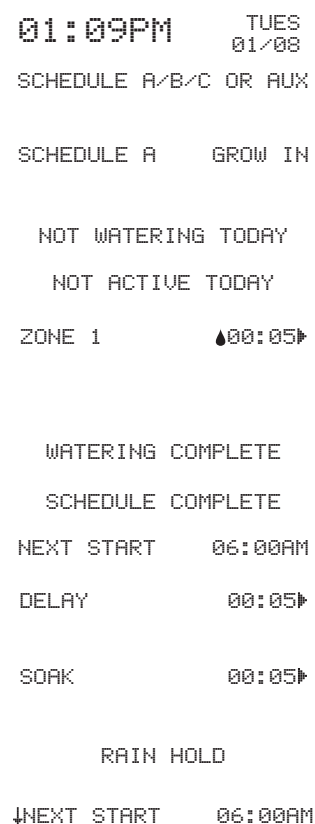 01:09PM TUES
01/08
SCHEDULE A/B/C OR AUX
SCHEDULE A GROW IN
NOT WATERING TODAY
NOT ACTIVE TODAY
ZONE 1 00:05
WATERING COMPLETE
SCHEDULE COMPLETE
NEXT START 06:00AM
DELAY 00:05
SOAK 00:05
RAIN HOLD
↓NEXT START 06:00AM